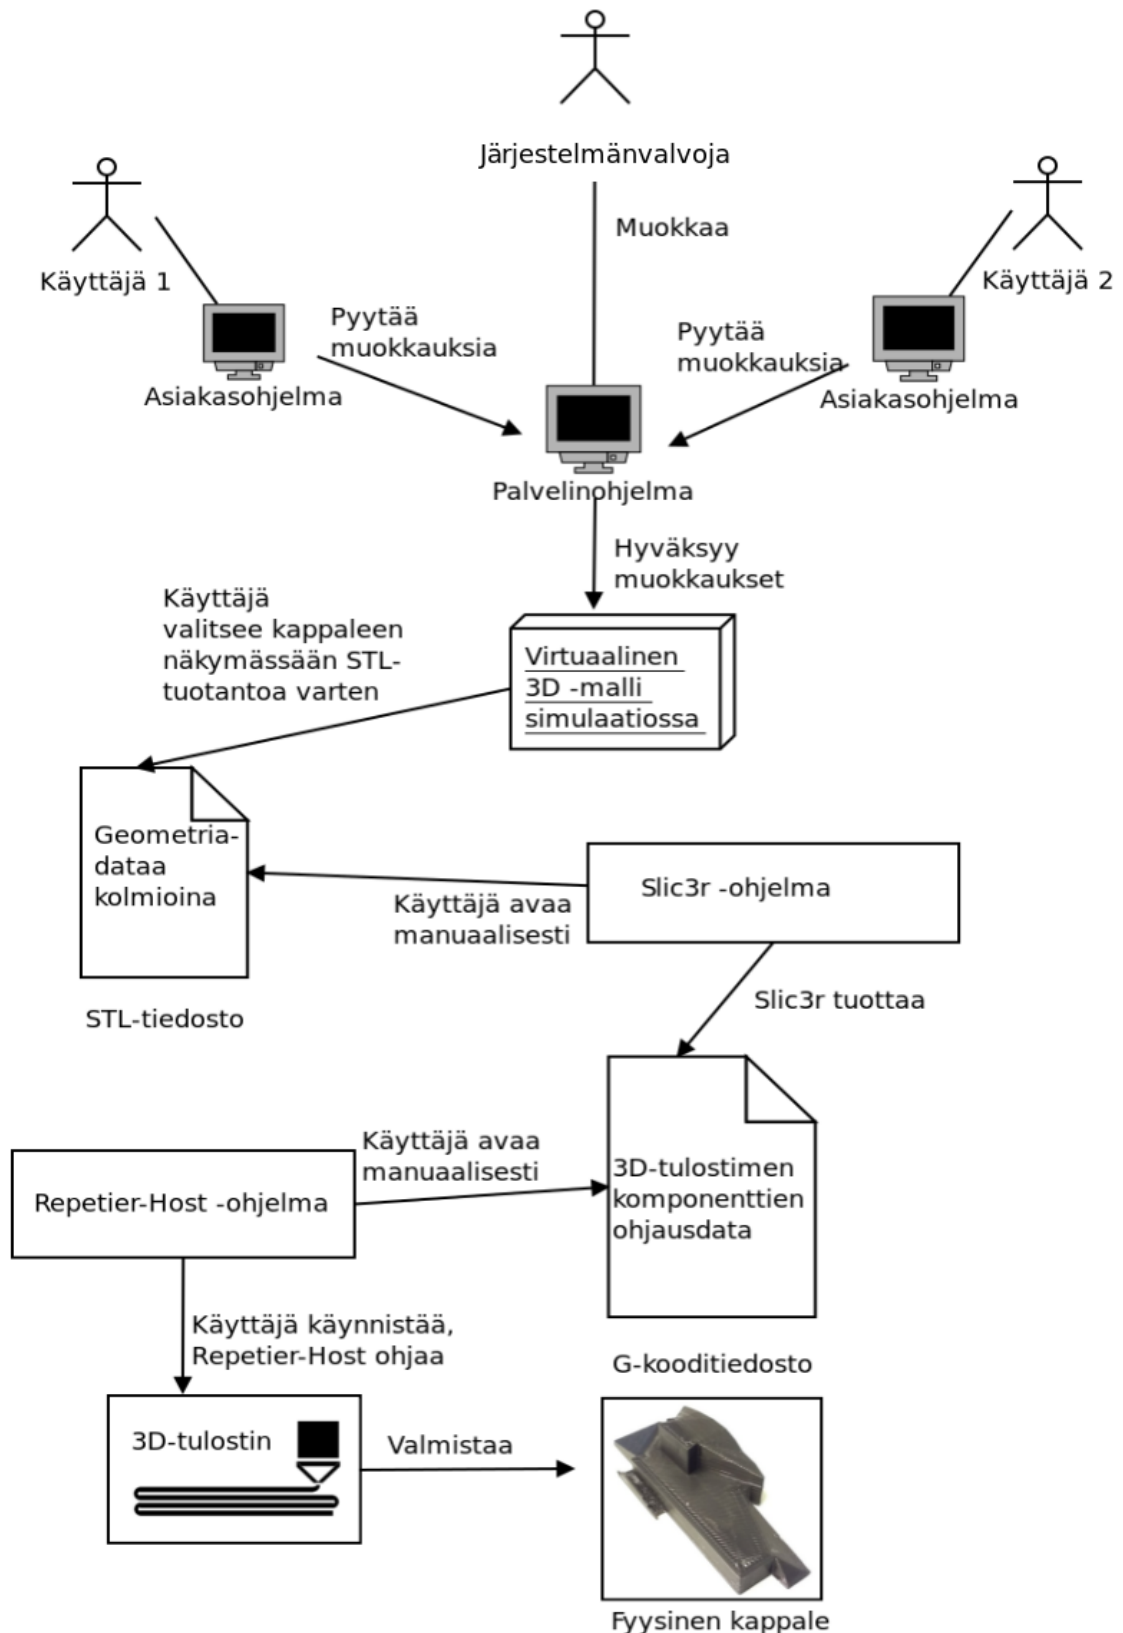 Järjestelmänvalvoja
Käyttäjä 1
Käyttäjä 2
Muokkaa
Pyytää
muokkauksia
Pyytää
muokkauksia
Asiakasohjelma
Asiakasohjelma
Palvelinohjelma
Hyväksyy
muokkaukset
Käyttäjä
valitsee kappaleen
näkymässään STL-
tuotantoa varten
Virtuaalinen
3D -malli
simulaatiossa
Geometria-
dataa
kolmioina
STL-tiedosto
Käyttäjä avaa
manuaalisesti
Slic3r -ohjelma
Slic3r tuottaa
Repetier-Host -ohjelma
Käyttäjä avaa
manuaalisesti
3D-tulostimen
komponenttien
ohjausdata
G-kooditiedosto
Käyttäjä käynnistää,
Repetier-Host ohjaa
3D-tulostin
Valmistaa
Fyysinen kappale